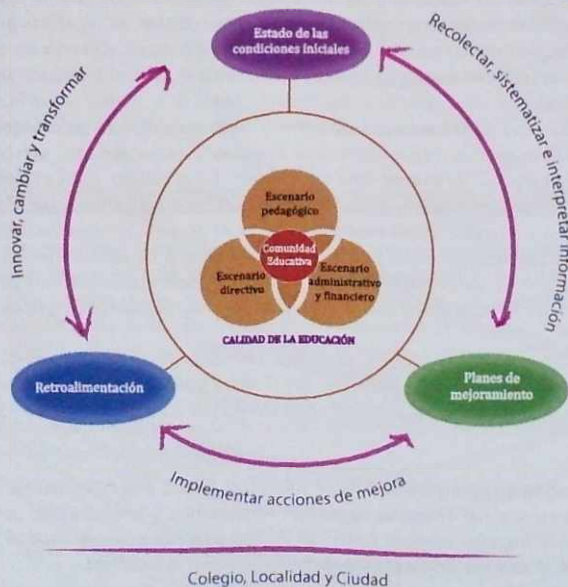 Estado de las
condiciones iniciales
Recolectar, sistematizar e interpretar información
Innovar, cambiar y transformar
Escenario
pedagógico
Comunidad
Educativa
Escenario
directivo
Escenario
administrativo
y financiero
CALIDAD DE LA EDUCACIÓN
Retroalimentación
Planes de
mejoramiento
Implementar acciones de mejora
Colegio, Localidad y Ciudad